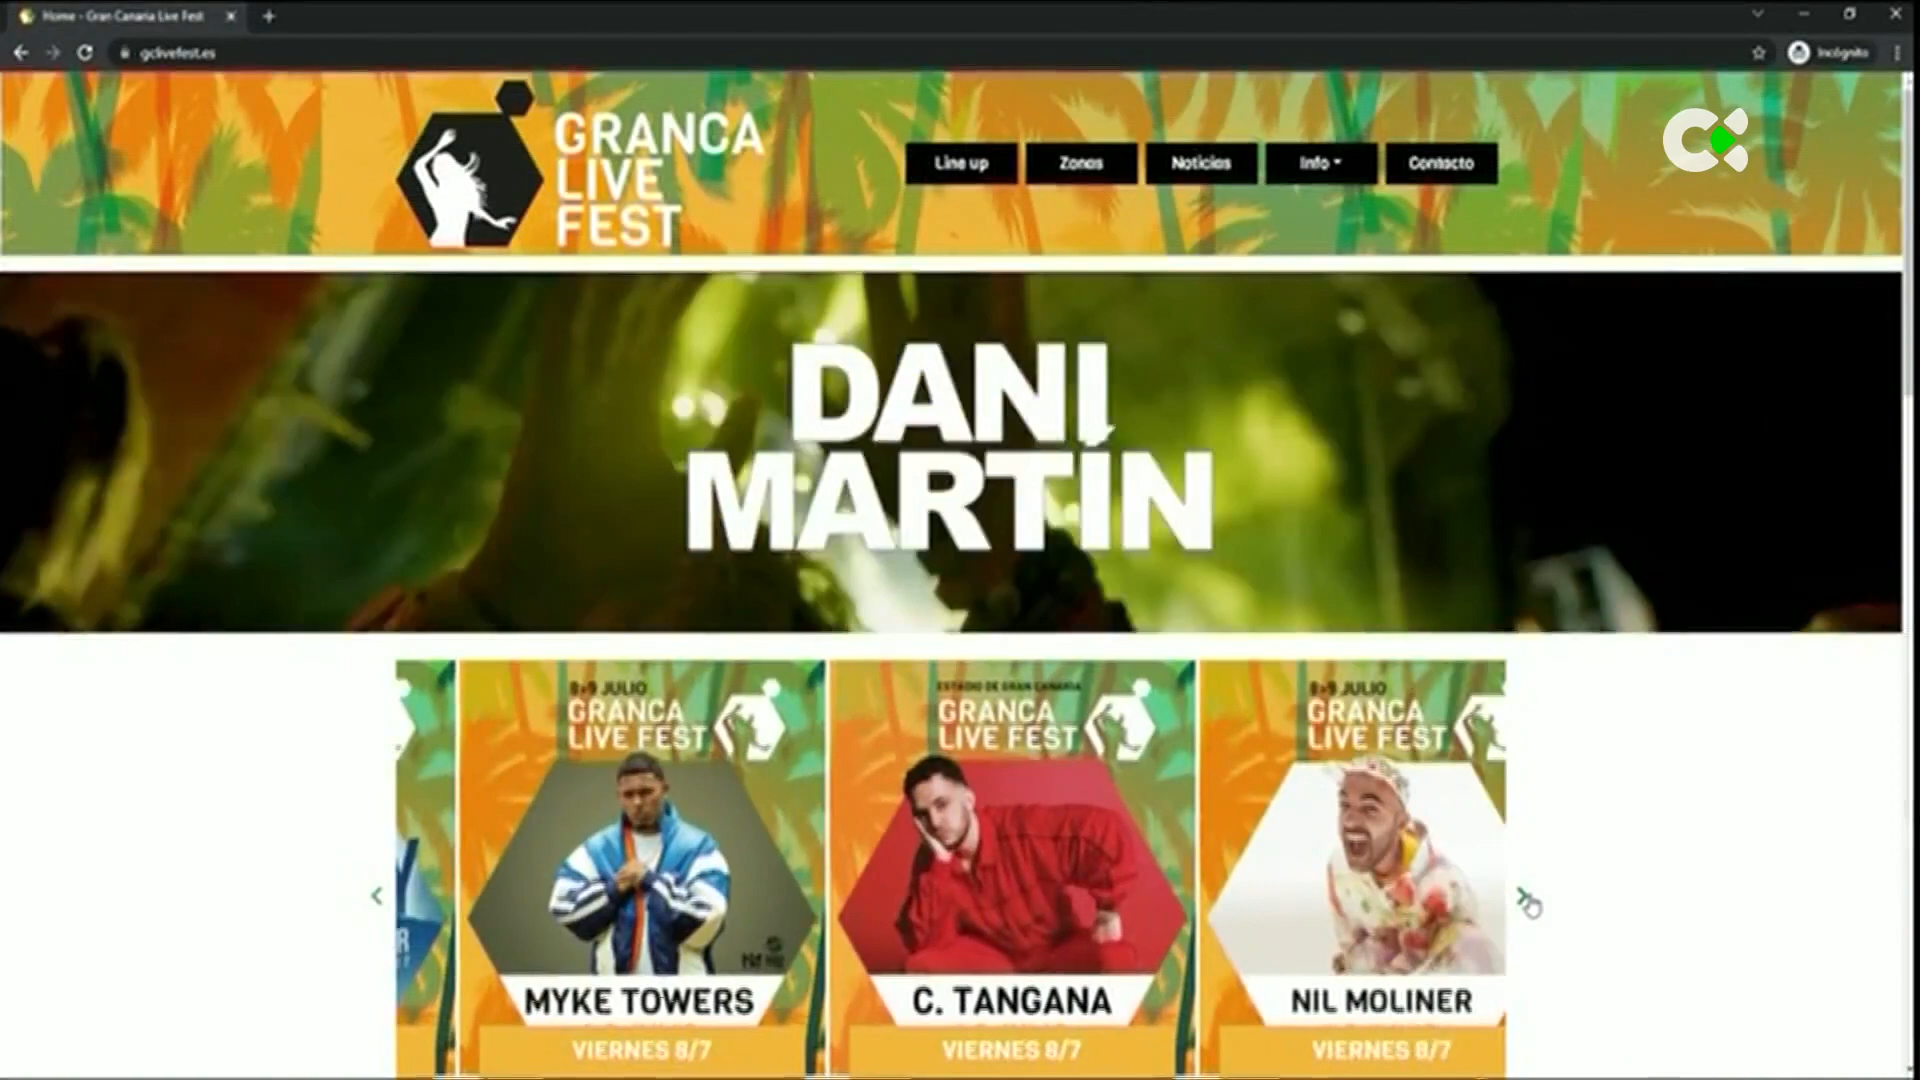 Home - Gran Canaria Live Fest
gclivefest.es
Incógnito
GRANCA
LIVE
FEST
Line up
Zonas
Noticias
Info
Contacto
DANI
MARTÍN
8+9 JULIO
GRANCA
LIVE FEST
MYKE TOWERS
VIERNES 8/7
ESTADIO DE GRAN CANARIA
GRANCA
LIVE FEST
C. TANGANA
VIERNES 8/7
8+9 JULIO
GRANCA
LIVE FEST
NIL MOLINER
VIERNES 8/7